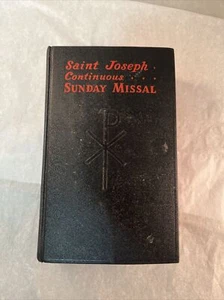 Saint Joseph
Continuous . . .
SUNDAY MISSAL